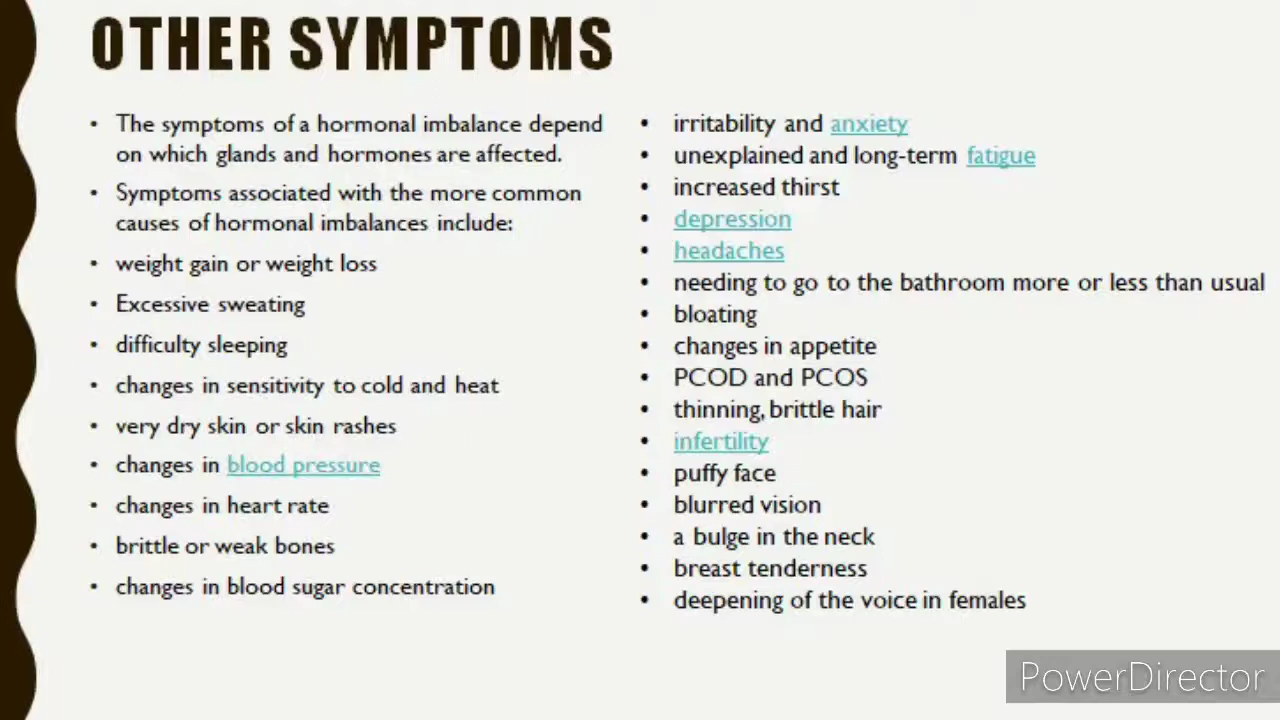 OTHER SYMPTOMS
• The symptoms of a hormonal imbalance depend
on which glands and hormones are affected.
• Symptoms associated with the more common
causes of hormonal imbalances include:
• weight gain or weight loss
• Excessive sweating
• difficulty sleeping
• changes in sensitivity to cold and heat
• very dry skin or skin rashes
• changes in blood pressure
• changes in heart rate
• brittle or weak bones
• changes in blood sugar concentration
• irritability and anxiety
• unexplained and long-term fatigue
• increased thirst
• depression
• headaches
• needing to go to the bathroom more or less than usual
• bloating
• changes in appetite
• PCOD and PCOS
• thinning, brittle hair
• infertility
• puffy face
• blurred vision
• a bulge in the neck
• breast tenderness
• deepening of the voice in females
PowerDirector